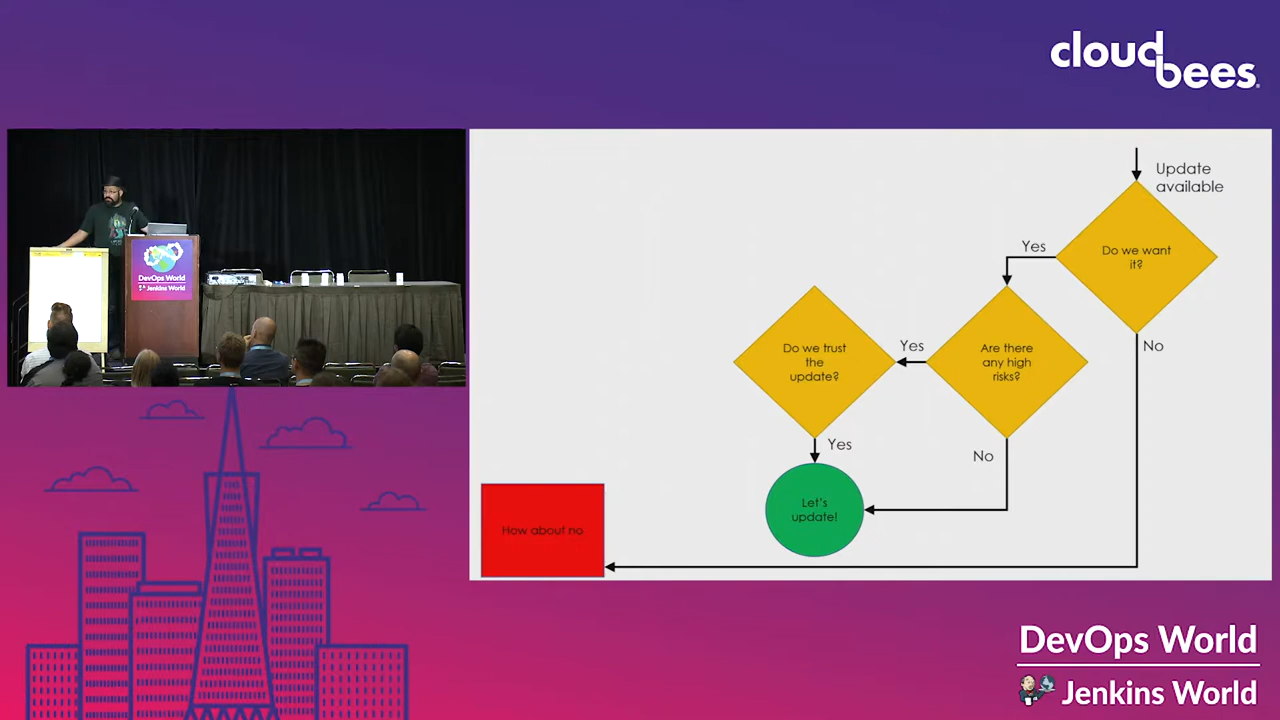 cloudbees
Update
available
Do we want
it?
Yes
No
Are there
any high
risks?
Yes
No
Do we trust
the
update?
Yes
Let's
update!
How about no
DevOps World
Jenkins World
DevOps World
Jenkins World